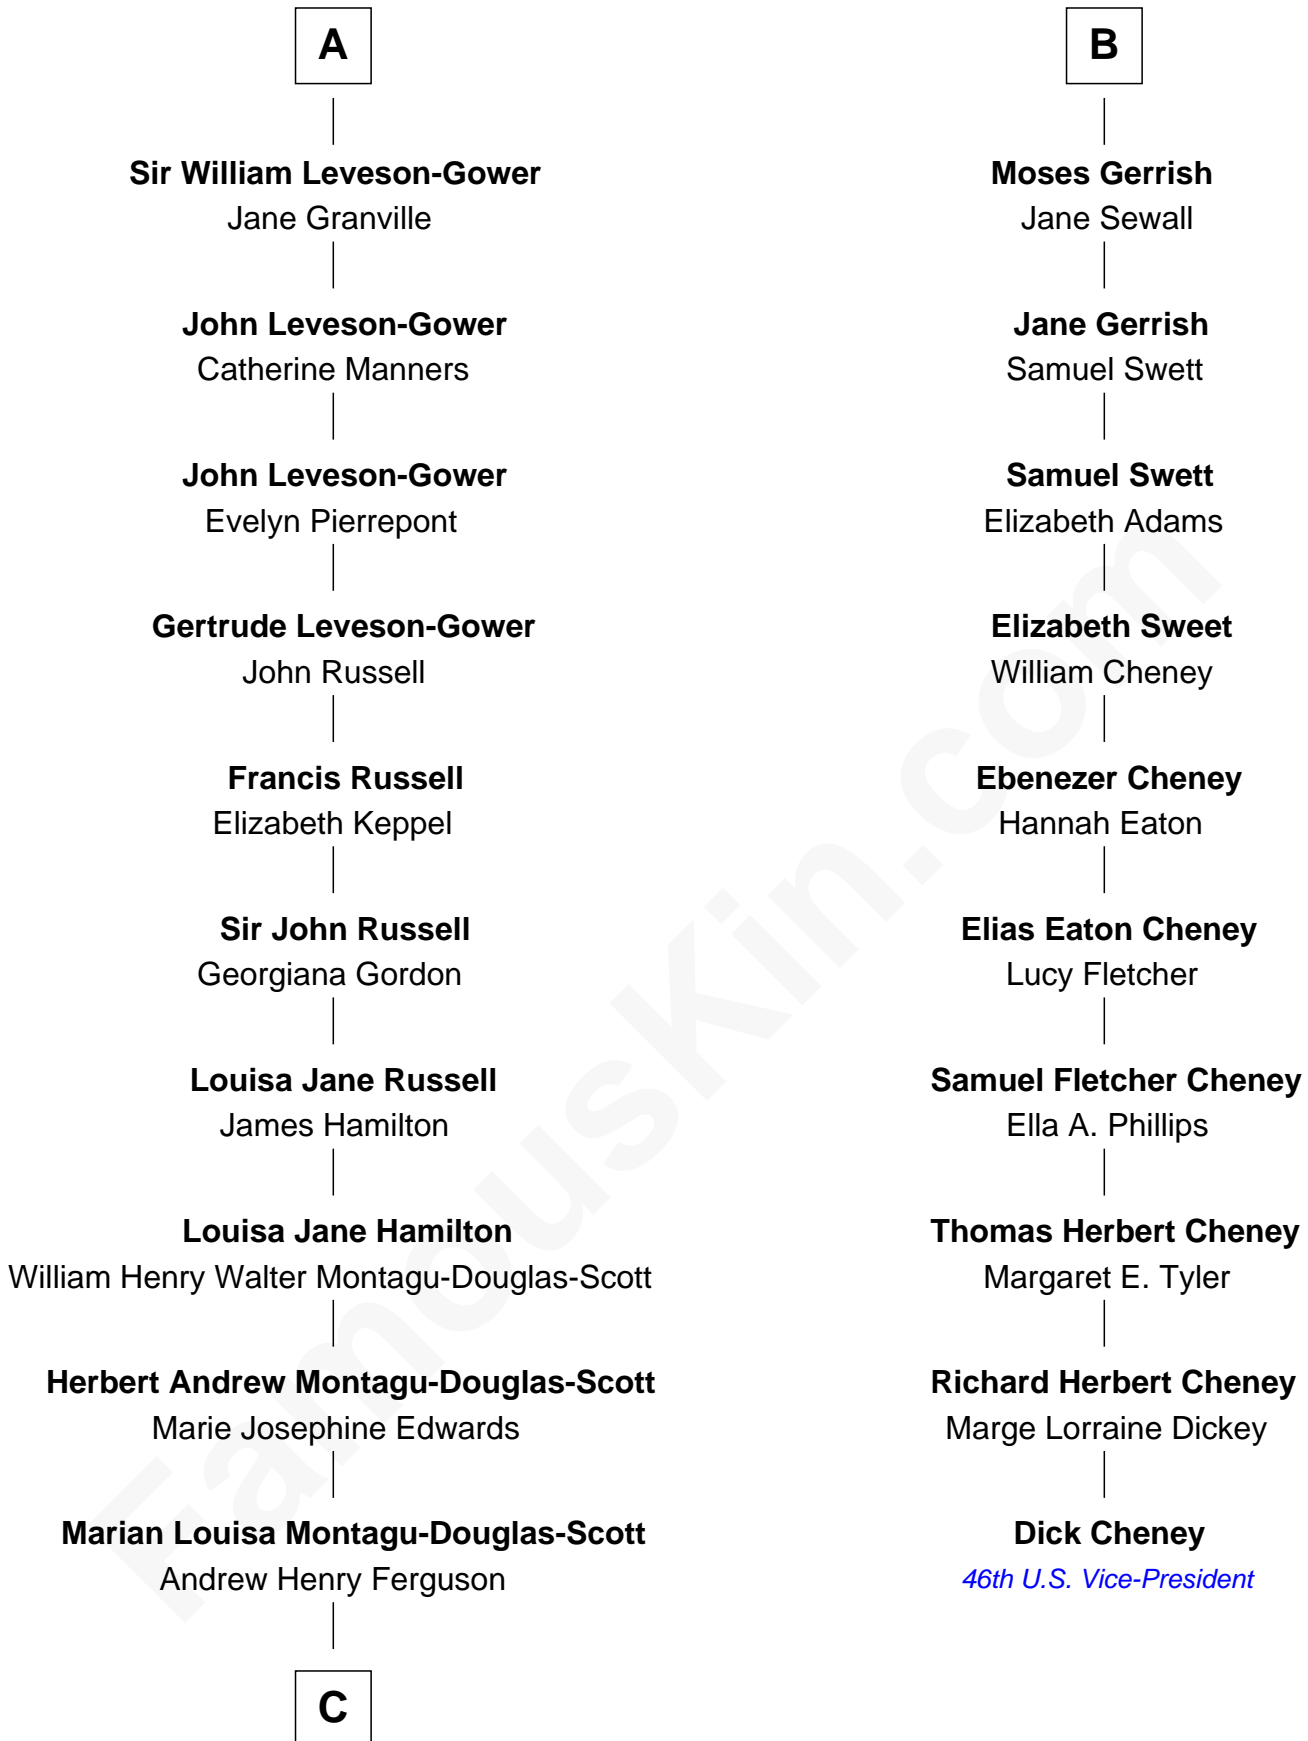 A
Sir William Leveson-Gower
Jane Granville
John Leveson-Gower
Catherine Manners
John Leveson-Gower
Evelyn Pierrepont
Gertrude Leveson-Gower
John Russell
Francis Russell
Elizabeth Keppel
Sir John Russell
Georgiana Gordon
Louisa Jane Russell
James Hamilton
Louisa Jane Hamilton
William Henry Walter Montagu-Douglas-Scott
Herbert Andrew Montagu-Douglas-Scott
Marie Josephine Edwards
Marian Louisa Montagu-Douglas-Scott
Andrew Henry Ferguson
C
B
Moses Gerrish
Jane Sewall
Jane Gerrish
Samuel Swett
Samuel Swett
Elizabeth Adams
Elizabeth Sweet
William Cheney
Ebenezer Cheney
Hannah Eaton
Elias Eaton Cheney
Lucy Fletcher
Samuel Fletcher Cheney
Ella A. Phillips
Thomas Herbert Cheney
Margaret E. Tyler
Richard Herbert Cheney
Marge Lorraine Dickey
Dick Cheney
46th U.S. Vice-President
FamousKin.com